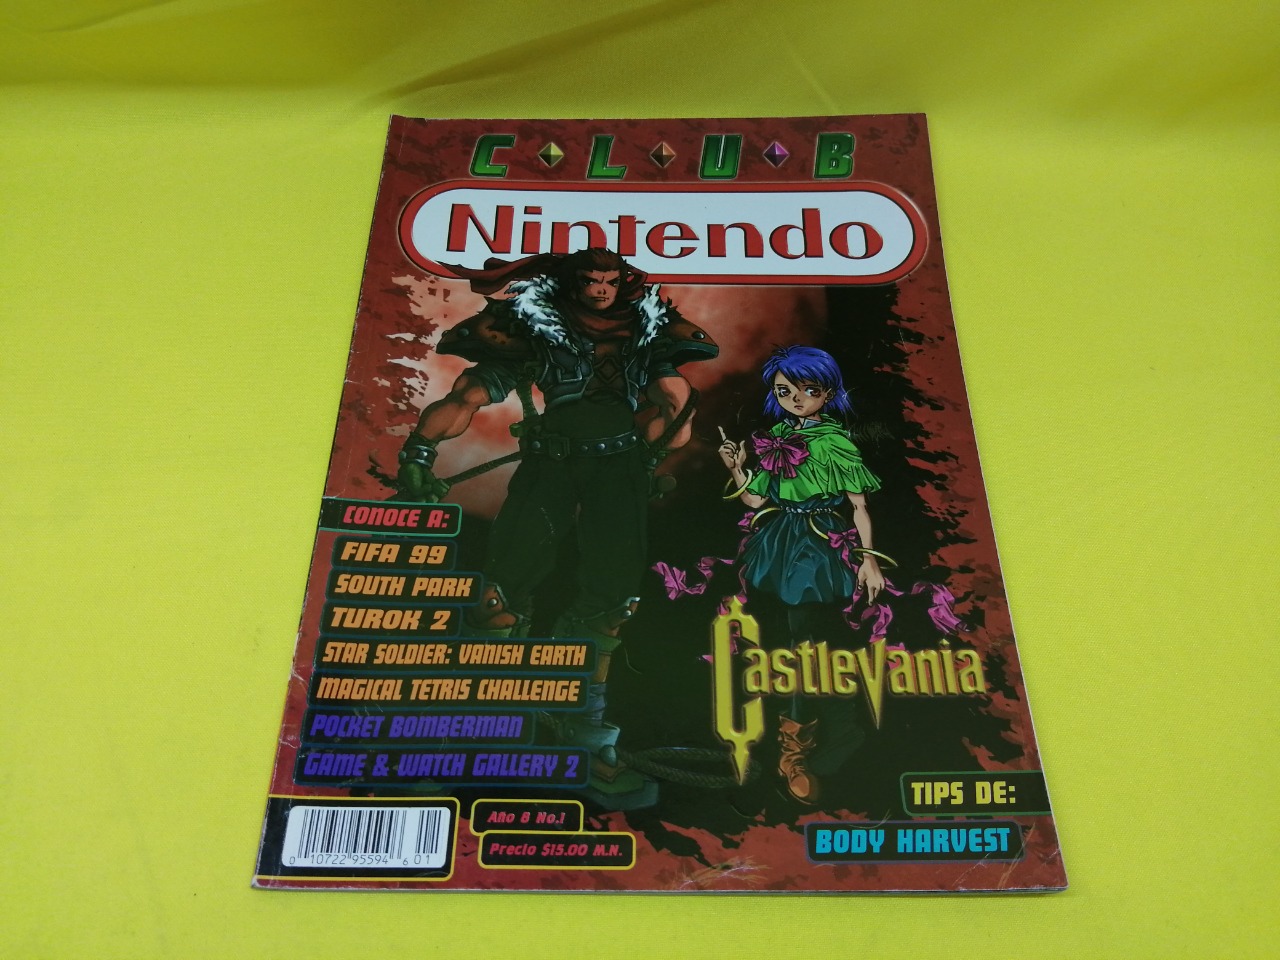 CLUB
Nintendo
CONOCE A:
FIFA 99
SOUTH PARK
TUROK 2
STAR SOLDIER: VANISH EARTH
MAGICAL TETRIS CHALLENGE
POCKET BOMBERMAN
GAME & WATCH GALLERY 2
CastleVania
TIPS DE:
BODY HARVEST
Año 8 No.1
Precio $15.00 M.N.
0 10722 95594 6 01